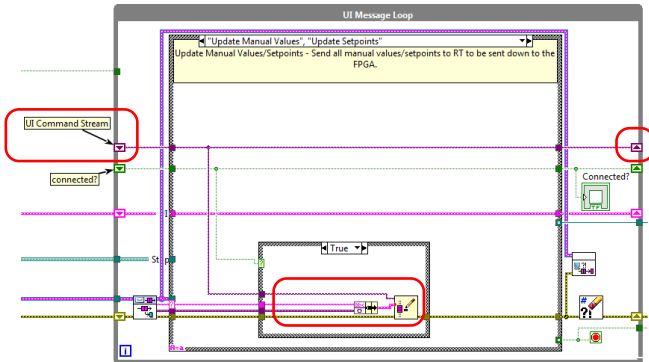 UI Message Loop
"Update Manual Values", "Update Setpoints"
Update Manual Values/Setpoints - Send all manual values/setpoints to RT to be sent down to the
FPGA.
UI Command Stream
connected?
Connected?
TF
True
i